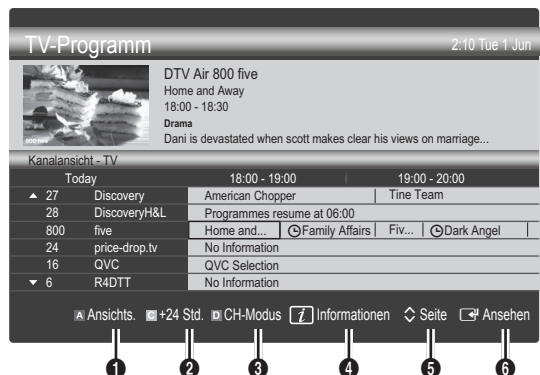 TV-Programm 2:10 Tue 1 Jun
DTV Air 800 five
Home and Away
18:00 - 18:30
Drama
Dani is devastated when scott makes clear his views on marriage...
800 five
Kanalansicht - TV
Today 18:00 - 19:00 19:00 - 20:00
▲ 27 Discovery American Chopper Tine Team
28 DiscoveryH&L Programmes resume at 06:00
800 five Home and... Family Affairs Fiv... Dark Angel
24 price-drop.tv No Information
16 QVC QVC Selection
▼ 6 R4DTT No Information
A Ansichts. C +24 Std. D CH-Modus i Informationen Seite Ansehen
1 2 3 4 5 6